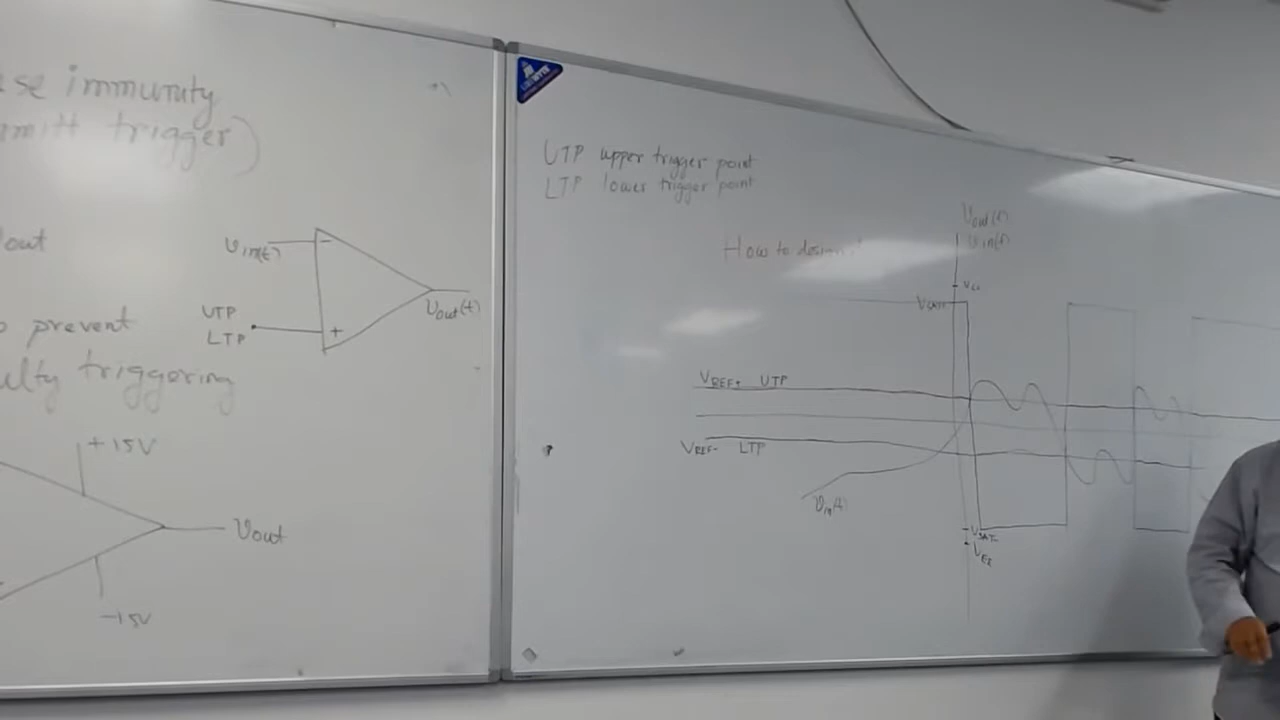 se immunity
mitt trigger)
out
Vin(t)
-
UTP
LTP
+
Vout(t)
prevent
ulty triggering
+15V
Vout
-15V
UTP upper trigger point
LTP lower trigger point
How to design
Vout(t)
Vin(t)
Vcc
VSAT+
VREF+ UTP
VREF- LTP
Vin(t)
VSAT-
VEE